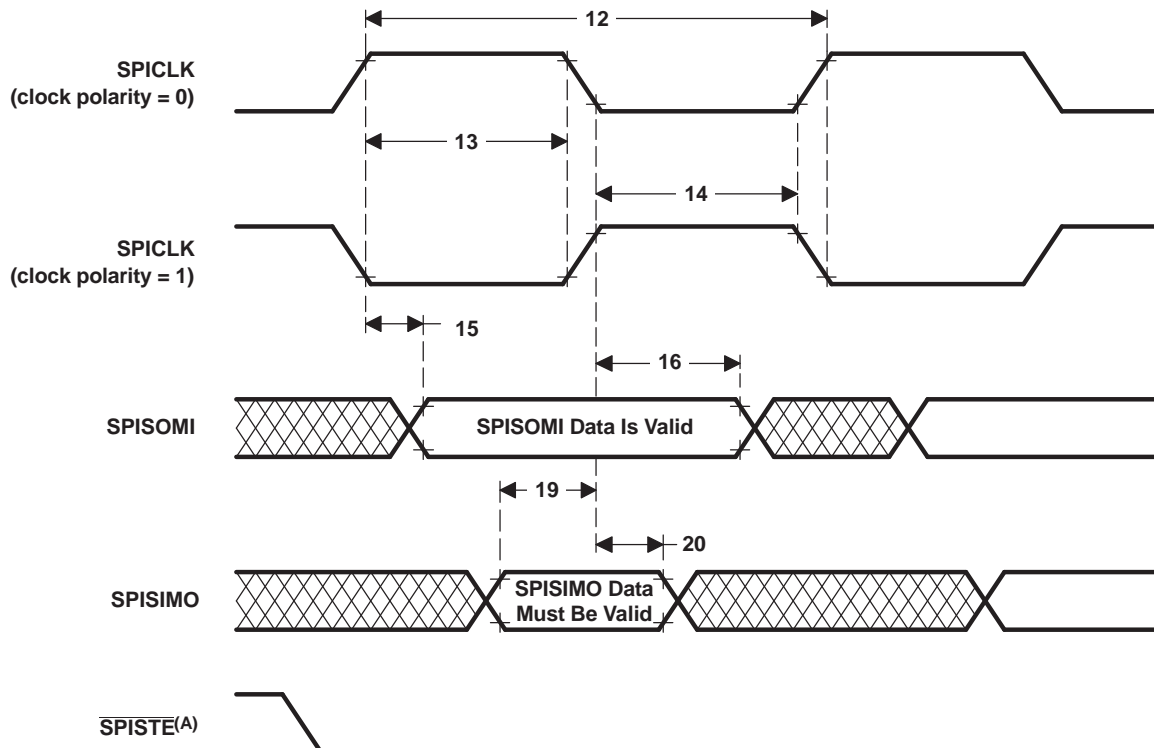 12
SPICLK
(clock polarity = 0)
13
14
SPICLK
(clock polarity = 1)
15
16
SPISOMI
SPISOMI Data Is Valid
19
20
SPISIMO
SPISIMO Data
Must Be Valid
SPISTE(A)